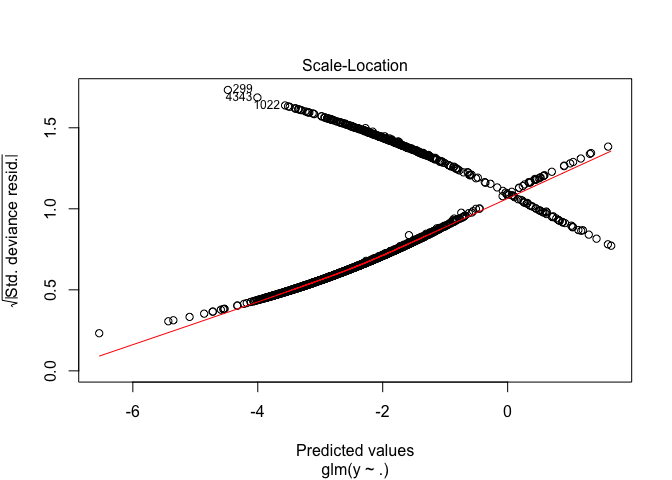 Scale-Location
299
4343
1022
√|Std. deviance resid.|
0.0
0.5
1.0
1.5
-6
-4
-2
0
Predicted values
glm(y ~ .)